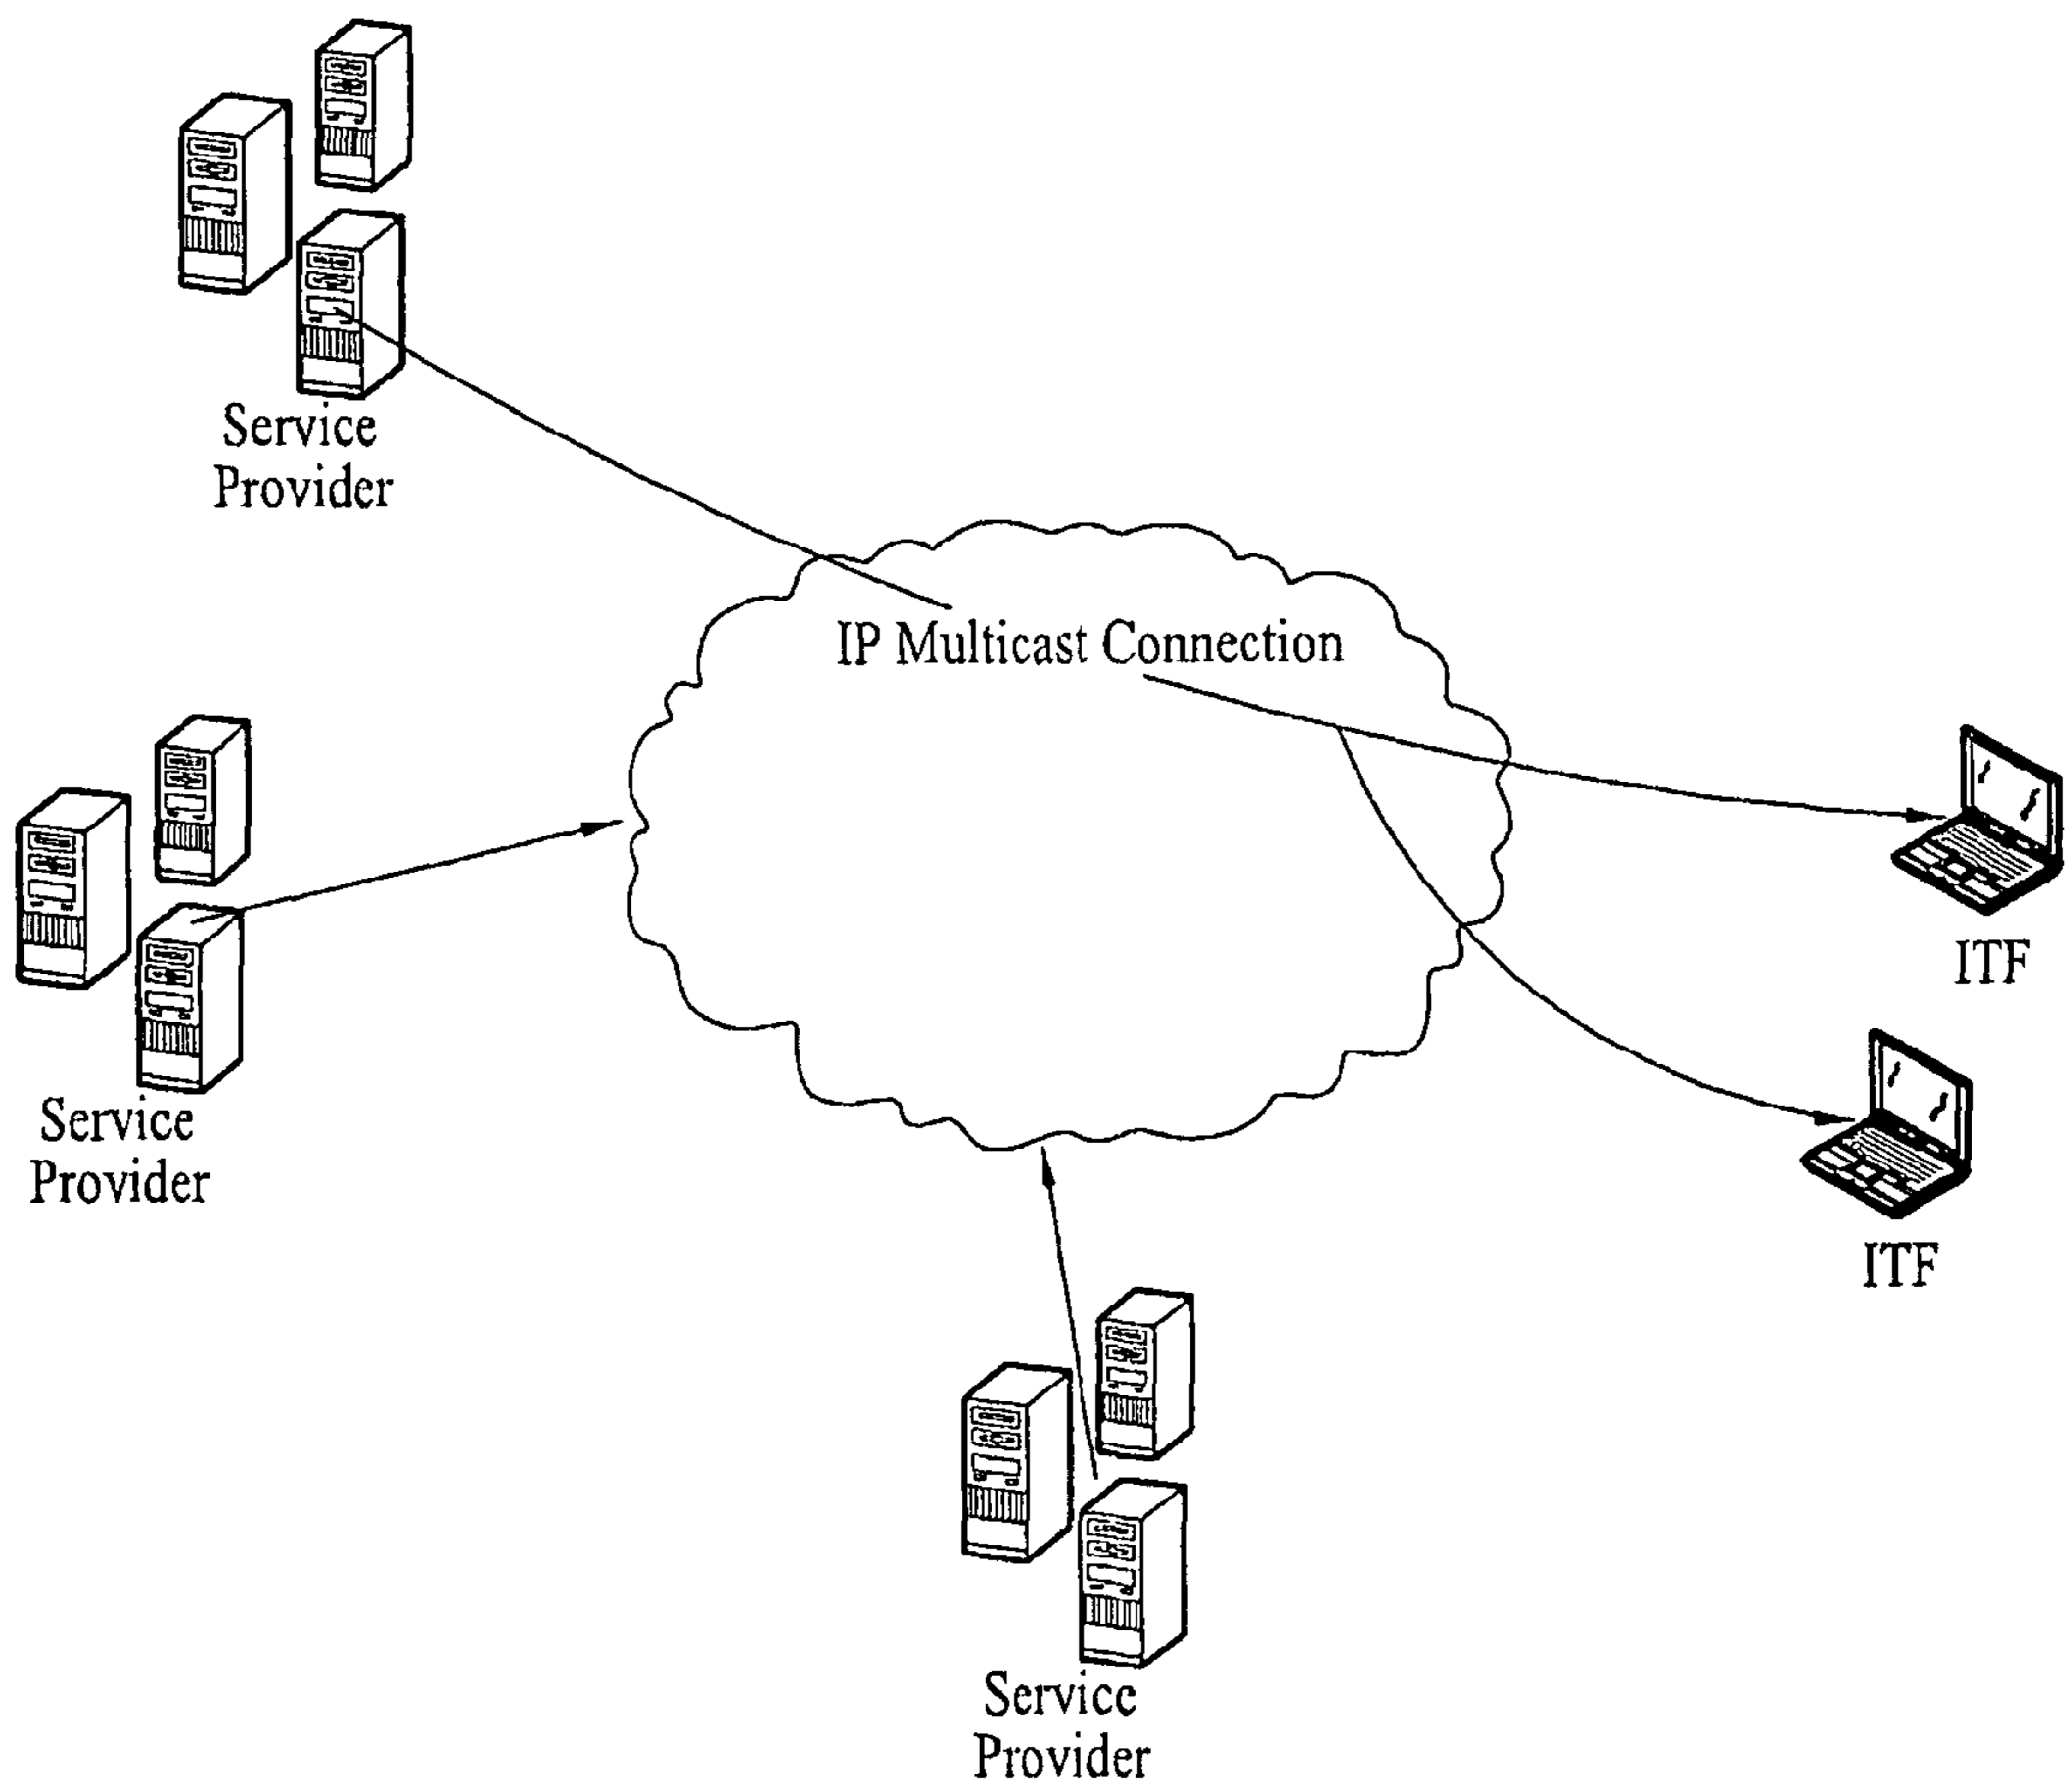 Service
Provider
IP Multicast Connection
Service
Provider
ITF
ITF
Service
Provider